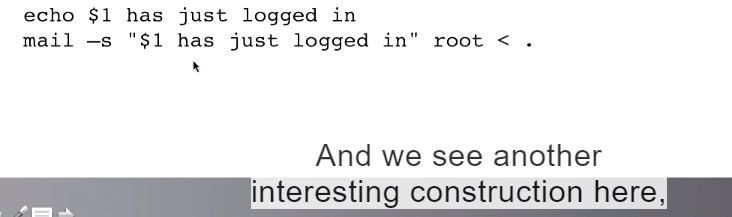 echo $1 has just logged in
mail –s "$1 has just logged in" root < .
And we see another
interesting construction here,